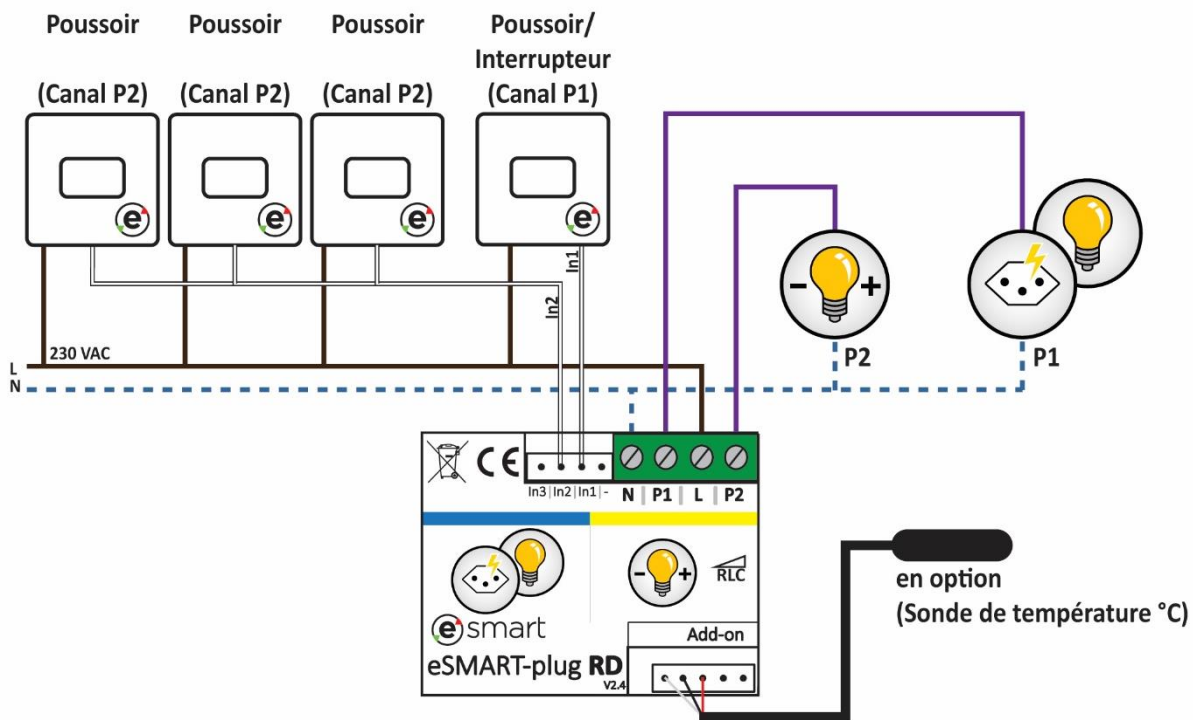 Poussoir
(Canal P2)
Poussoir
(Canal P2)
Poussoir
(Canal P2)
Poussoir/
Interrupteur
(Canal P1)
e
e
e
e
In1
In2
L
230 VAC
N
P2
P1
CE
In3 | In2 | In1 | -
N | P1 | L | P2
- +
- +
RLC
esmart
Add-on
eSMART-plug RD
V2.4
en option
(Sonde de température °C)